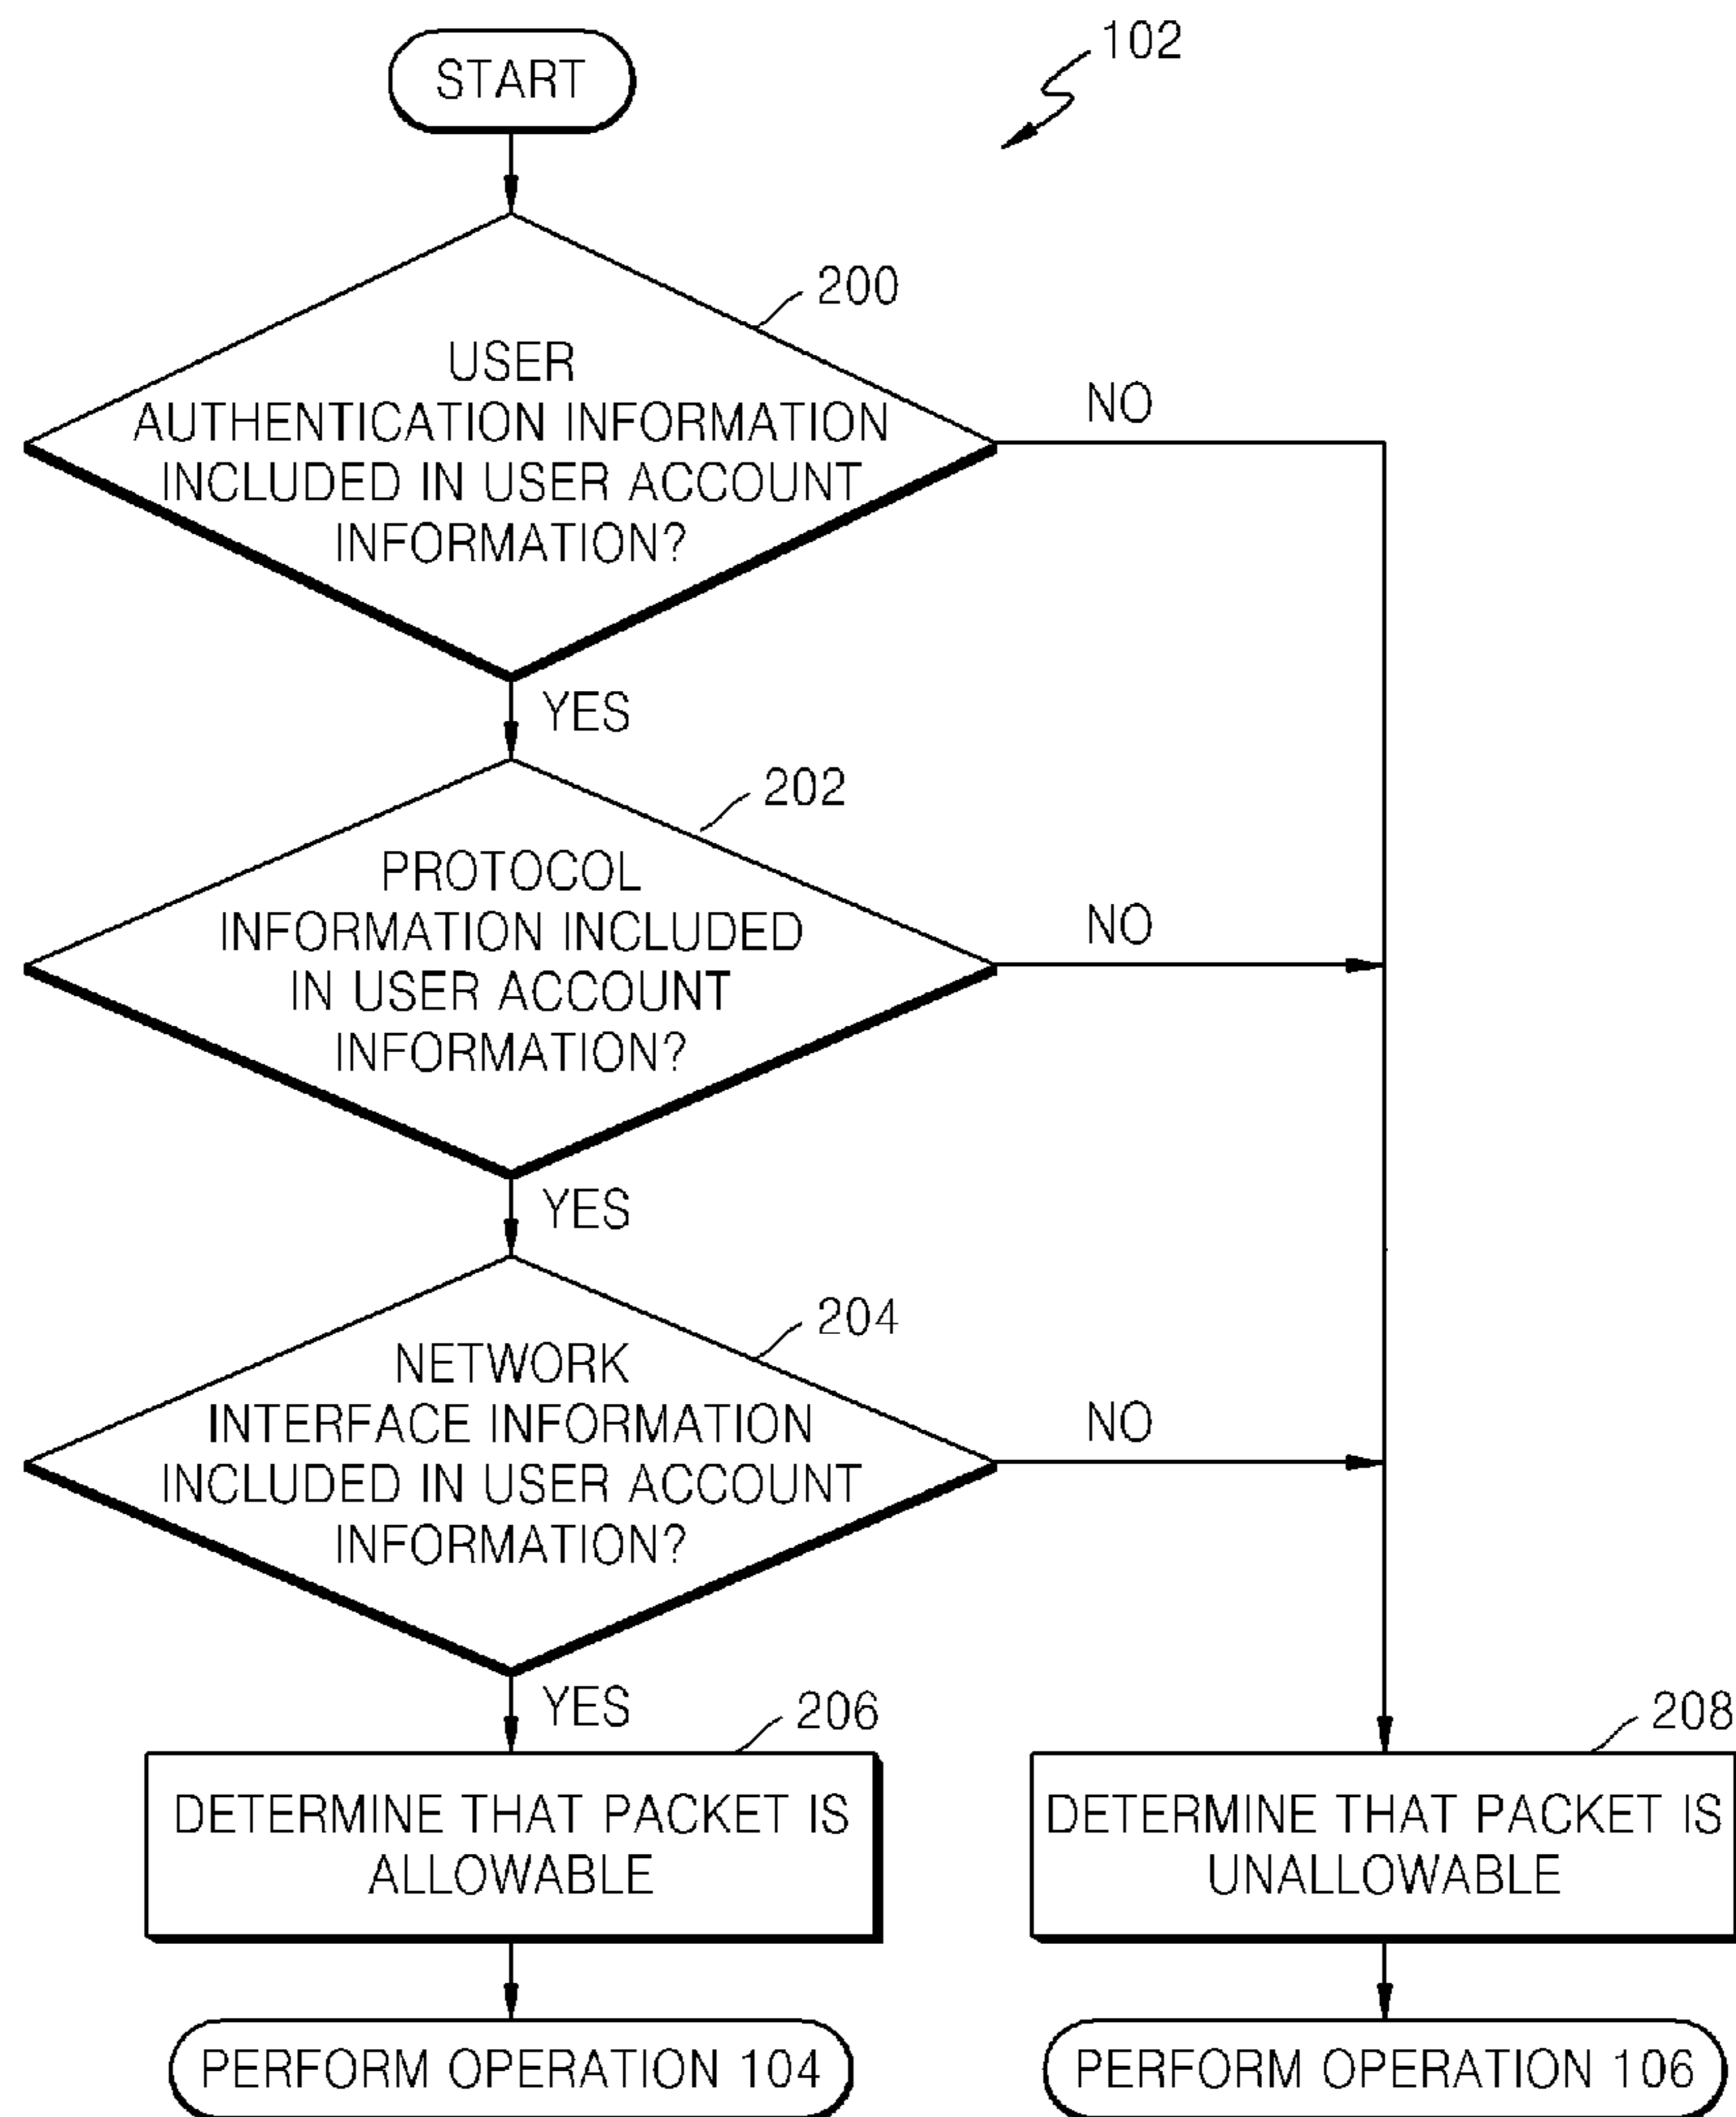 START
102
200
USER
AUTHENTICATION INFORMATION
INCLUDED IN USER ACCOUNT
INFORMATION?
NO
YES
202
PROTOCOL
INFORMATION INCLUDED
IN USER ACCOUNT
INFORMATION?
NO
YES
204
NETWORK
INTERFACE INFORMATION
INCLUDED IN USER ACCOUNT
INFORMATION?
NO
YES
206
DETERMINE THAT PACKET IS
ALLOWABLE
208
DETERMINE THAT PACKET IS
UNALLOWABLE
PERFORM OPERATION 104
PERFORM OPERATION 106